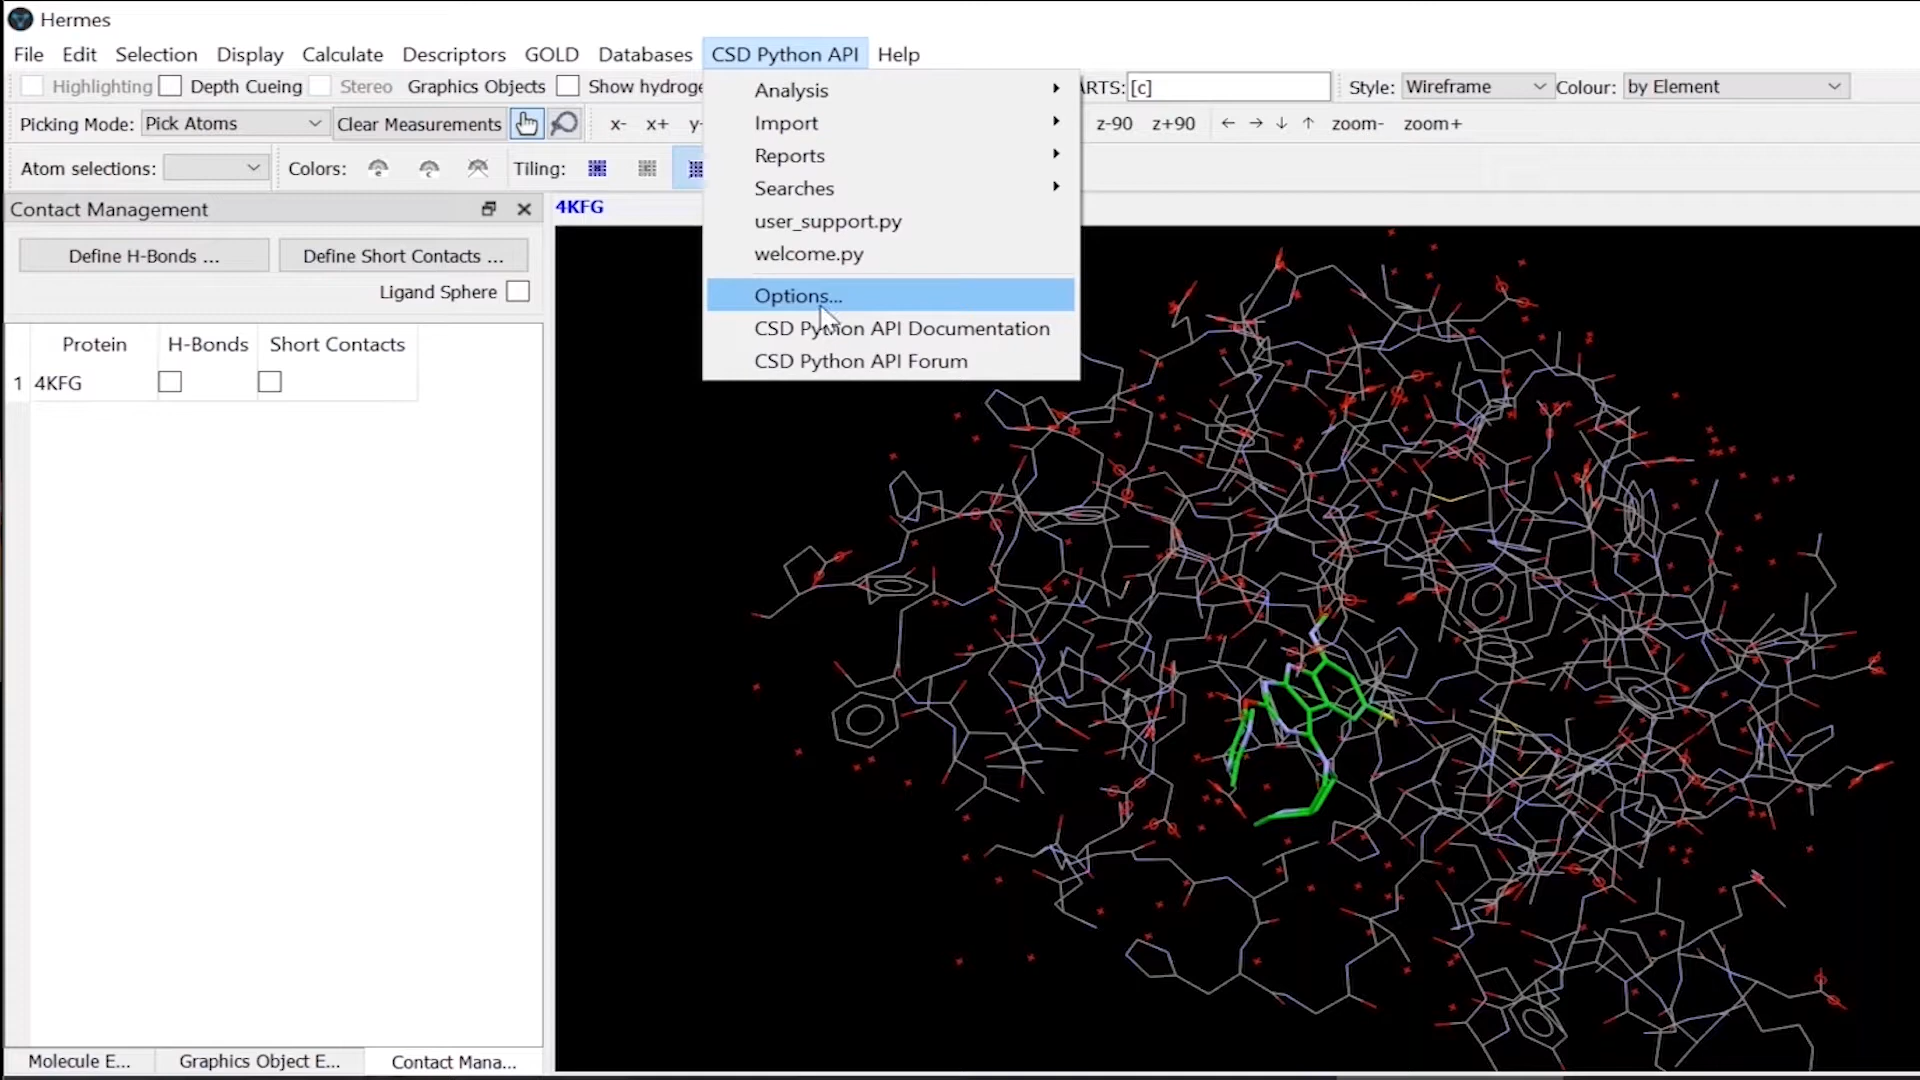 Hermes
File Edit Selection Display Calculate Descriptors GOLD Databases CSD Python API Help
Highlighting Depth Cueing Stereo Graphics Objects Show hydroge
RTS: [c] Style: Wireframe Colour: by Element
Picking Mode: Pick Atoms Clear Measurements x- x+ y- z-90 z+90 ← → ↓ ↑ zoom- zoom+
Atom selections: Colors: Tiling:
Analysis
Import
Reports
Searches
user_support.py
welcome.py
Options...
CSD Python API Documentation
CSD Python API Forum
Contact Management
4KFG
Define H-Bonds ... Define Short Contacts ...
Ligand Sphere
Protein H-Bonds Short Contacts
1 4KFG
Molecule E... Graphics Object E... Contact Mana...